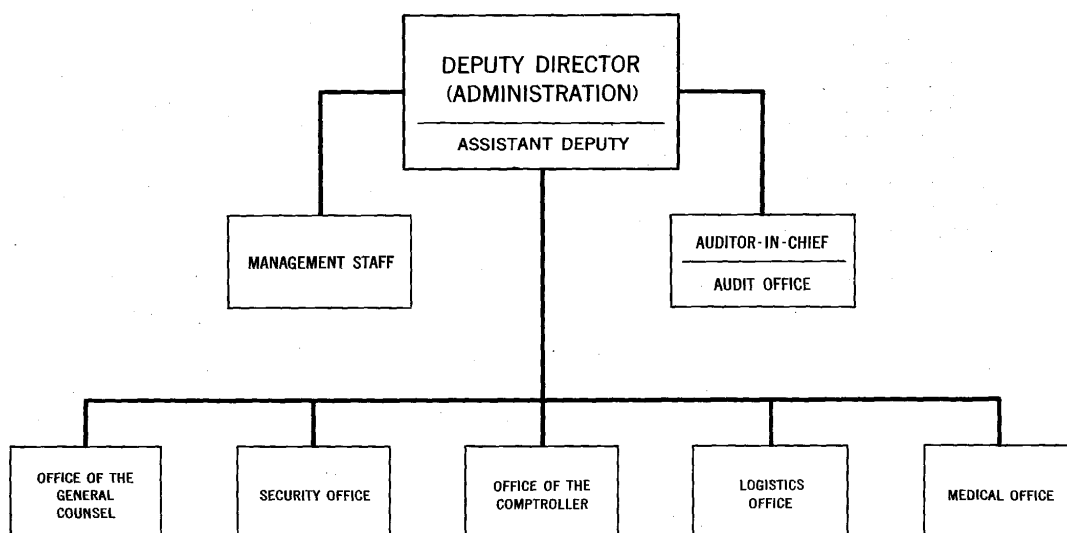 DEPUTY DIRECTOR
(ADMINISTRATION)
ASSISTANT DEPUTY
MANAGEMENT STAFF
AUDITOR-IN-CHIEF
AUDIT OFFICE
OFFICE OF THE
GENERAL
COUNSEL
SECURITY OFFICE
OFFICE OF THE
COMPTROLLER
LOGISTICS
OFFICE
MEDICAL OFFICE